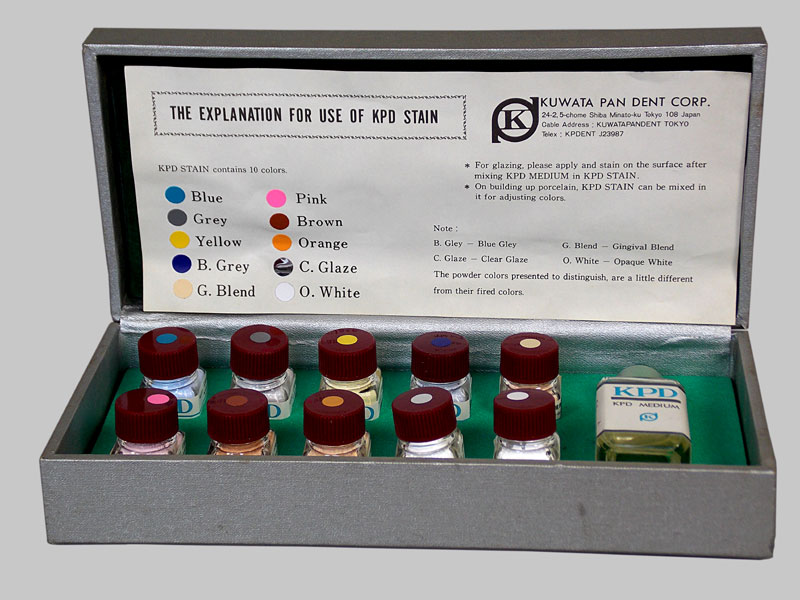 THE EXPLANATION FOR USE OF KPD STAIN
K
KUWATA PAN DENT CORP.
24-2, 5-chome Shiba Minato-ku Tokyo 108 Japan
Cable Address ; KUWATAPANDENT TOKYO
Telex ; KPDENT J23987
KPD STAIN contains 10 colors.
Blue
Pink
Grey
Brown
Yellow
Orange
B. Grey
C. Glaze
G. Blend
O. White
* For glazing, please apply and stain on the surface after
mixing KPD MEDIUM in KPD STAIN.
* On building up porcelain, KPD STAIN can be mixed in
it for adjusting colors.
Note ;
B. Gley — Blue Gley
G. Blend — Gingival Blend
C. Glaze — Clear Glaze
O. White — Opaque White
The powder colors presented to distinguish, are a little different
from their fired colors.
D
D
D
KPD
KPD MEDIUM